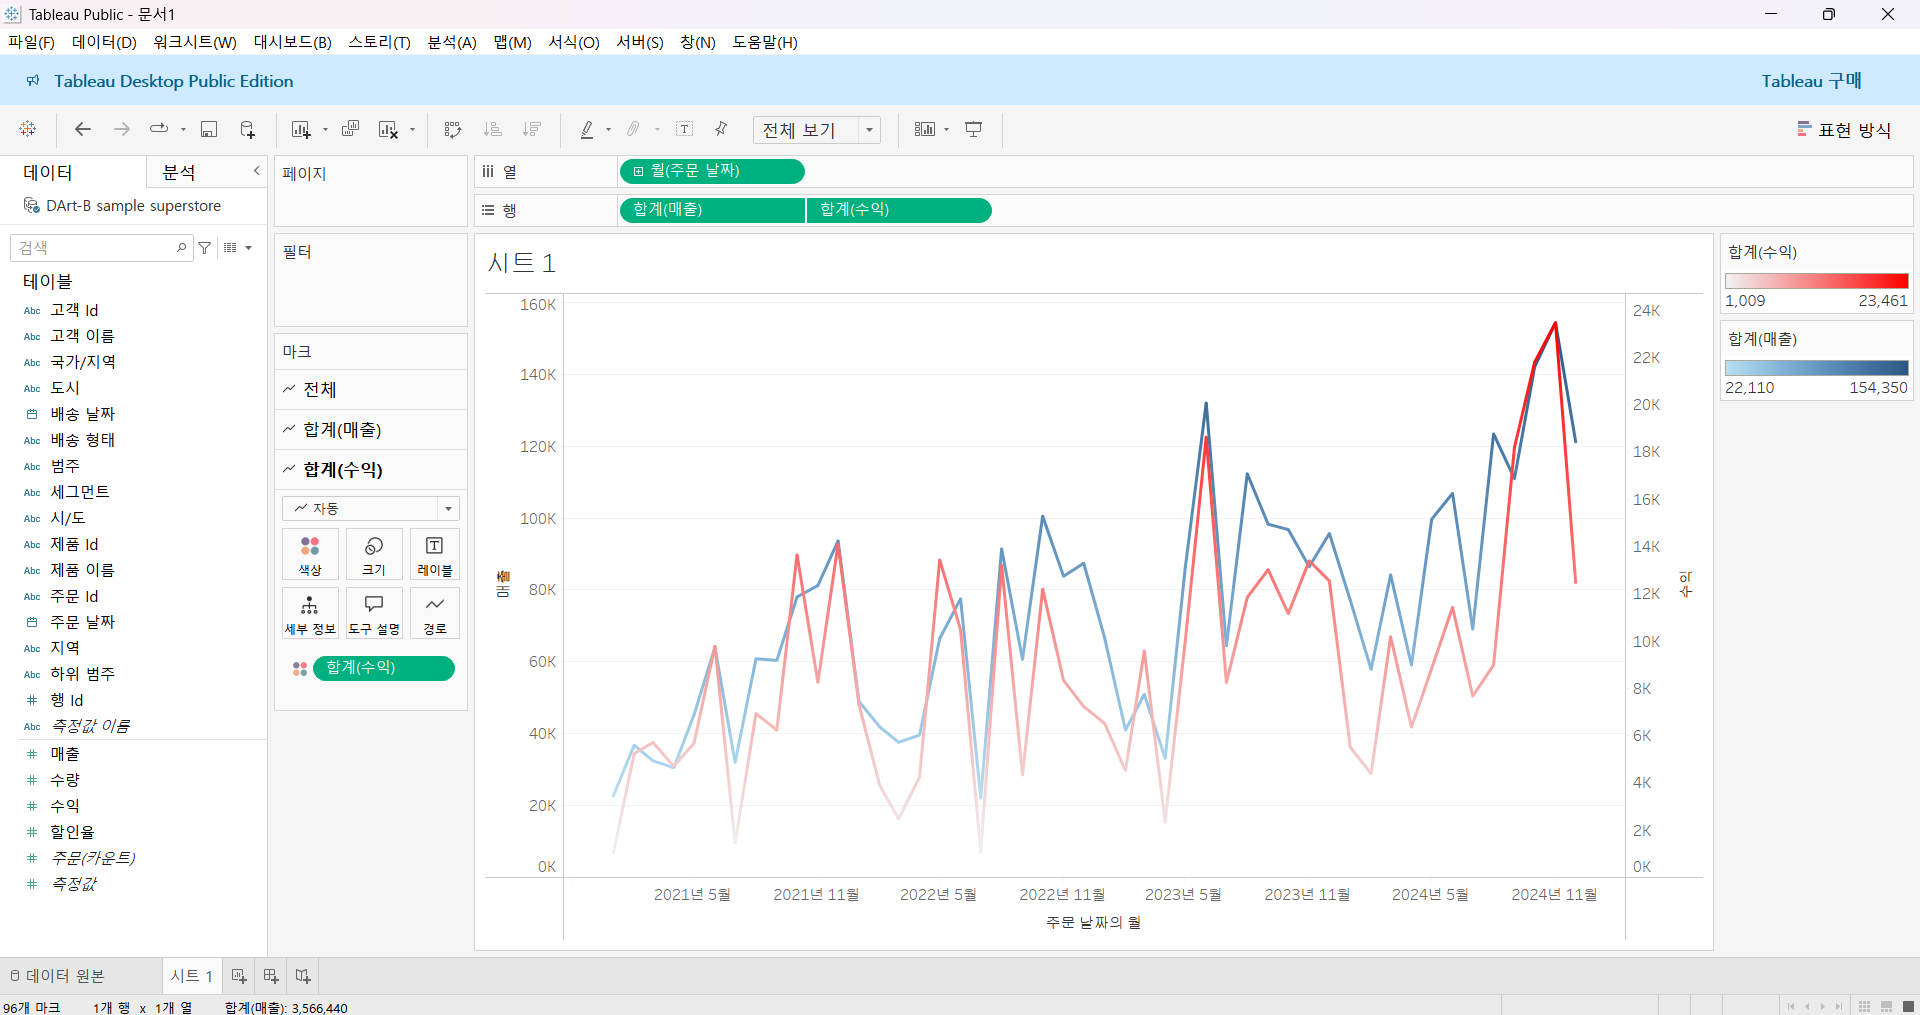 Tableau Public - 문서1
파일(F) 데이터(D) 워크시트(W) 대시보드(B) 스토리(T) 분석(A) 맵(M) 서식(O) 서버(S) 창(N) 도움말(H)
Tableau Desktop Public Edition
Tableau 구매
전체 보기
표현 방식
데이터
분석
DArt-B sample superstore
검색
테이블
Abc 고객 Id
Abc 고객 이름
Abc 국가/지역
Abc 도시
배송 날짜
Abc 배송 형태
Abc 범주
Abc 세그먼트
Abc 시/도
Abc 제품 Id
Abc 제품 이름
Abc 주문 Id
주문 날짜
Abc 지역
Abc 하위 범주
# 행 Id
Abc 측정값 이름
# 매출
# 수량
# 수익
# 할인율
# 주문(카운트)
# 측정값
페이지
필터
마크
전체
합계(매출)
합계(수익)
자동
색상 크기 레이블
세부 정보 도구 설명 경로
합계(수익)
열 월(주문 날짜)
행 합계(매출) 합계(수익)
시트 1
160K
140K
120K
100K
80K
60K
40K
20K
0K
매출
24K
22K
20K
18K
16K
14K
12K
10K
8K
6K
4K
2K
0K
수익
2021년 5월 2021년 11월 2022년 5월 2022년 11월 2023년 5월 2023년 11월 2024년 5월 2024년 11월
주문 날짜의 월
합계(수익)
1,009 23,461
합계(매출)
22,110 154,350
데이터 원본
시트 1
96개 마크 1개 행 x 1개 열 합계(매출): 3,566,440